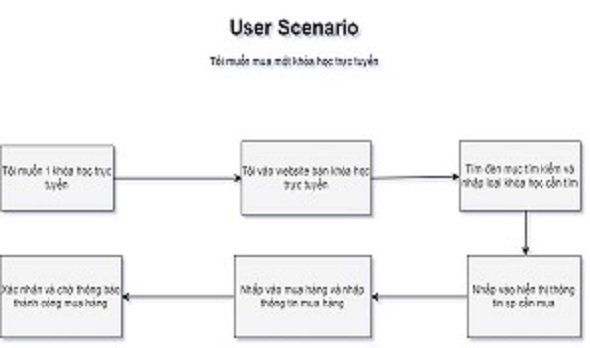 User Scenario
Tôi muốn mua một khóa học trực tuyến
Tôi muốn 1 khóa học trực
tuyến
Tôi vào website bán khóa học
trực tuyến
Tìm đến mục tìm kiếm và
nhập loại khóa học cần tìm
Nhấp vào hiển thị thông
tin sp cần mua
Nhấp vào mua hàng và nhập
thông tin mua hàng
Xác nhận và chờ thông báo
thành công mua hàng